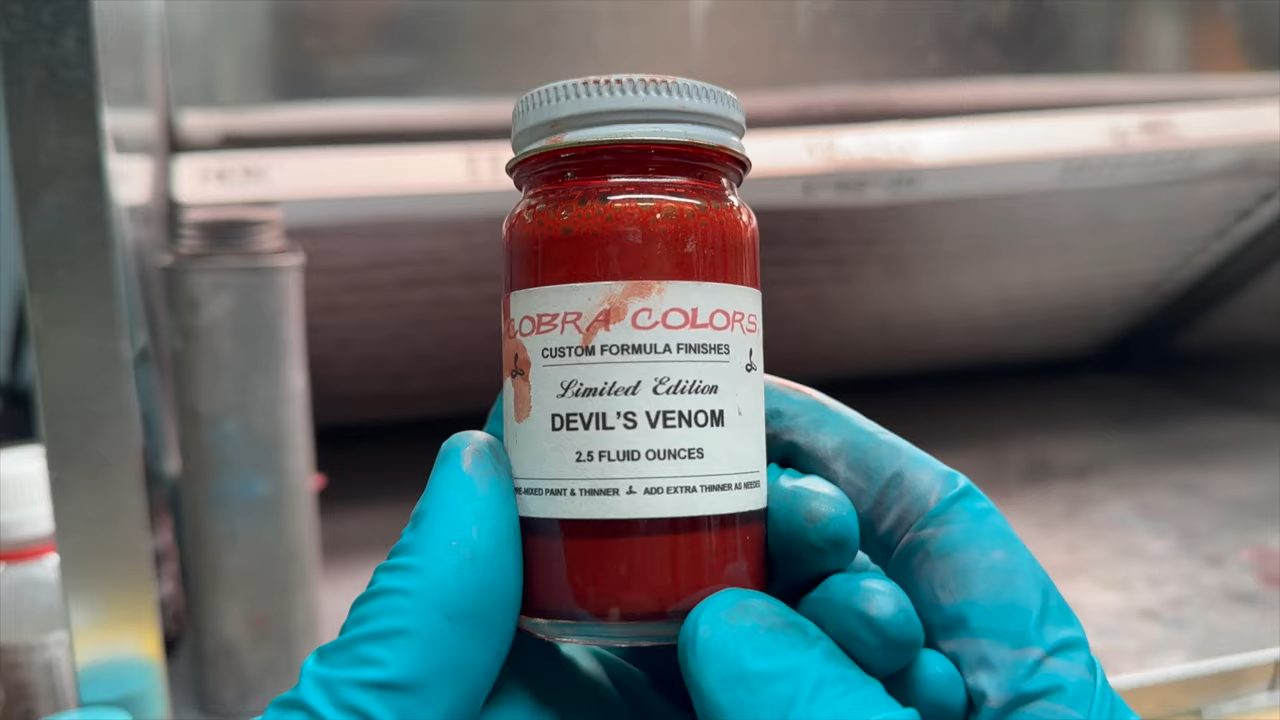 COBRA COLORS
CUSTOM FORMULA FINISHES
Limited Edition
DEVIL'S VENOM
2.5 FLUID OUNCES
RE-MIXED PAINT & THINNER ADD EXTRA THINNER AS NEEDED